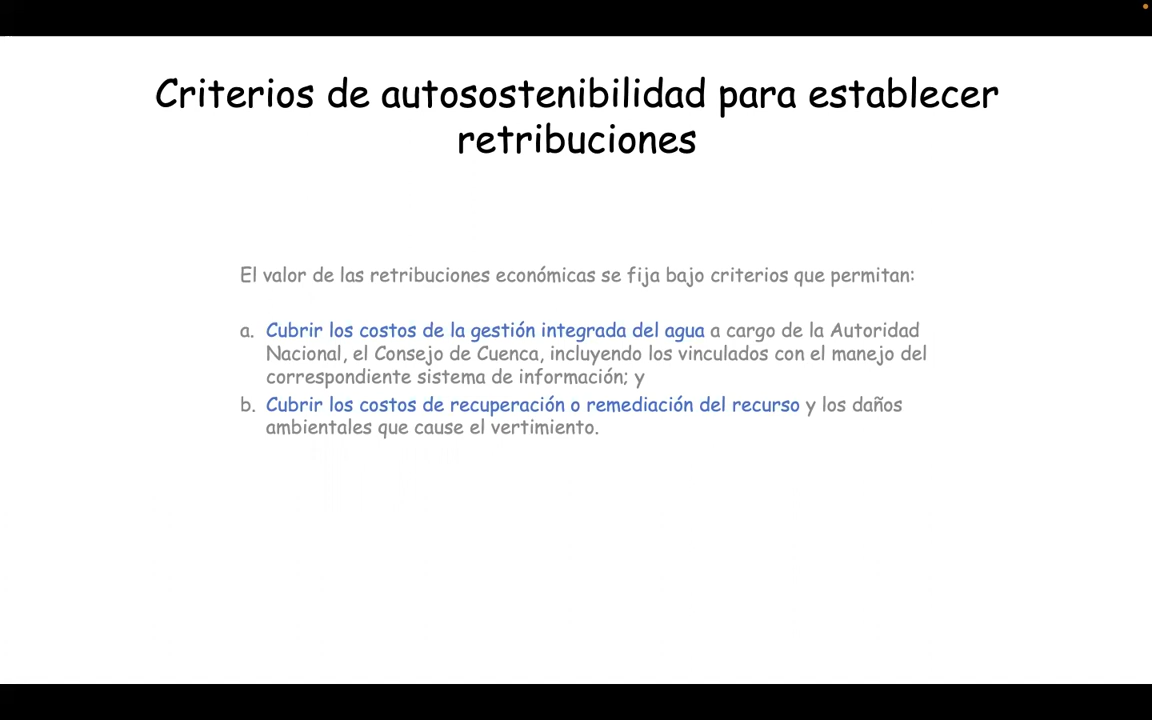 Criterios de autosostenibilidad para establecer
retribuciones
El valor de las retribuciones económicas se fija bajo criterios que permitan:
a. Cubrir los costos de la gestión integrada del agua a cargo de la Autoridad
Nacional, el Consejo de Cuenca, incluyendo los vinculados con el manejo del
correspondiente sistema de información; y
b. Cubrir los costos de recuperación o remediación del recurso y los daños
ambientales que cause el vertimiento.